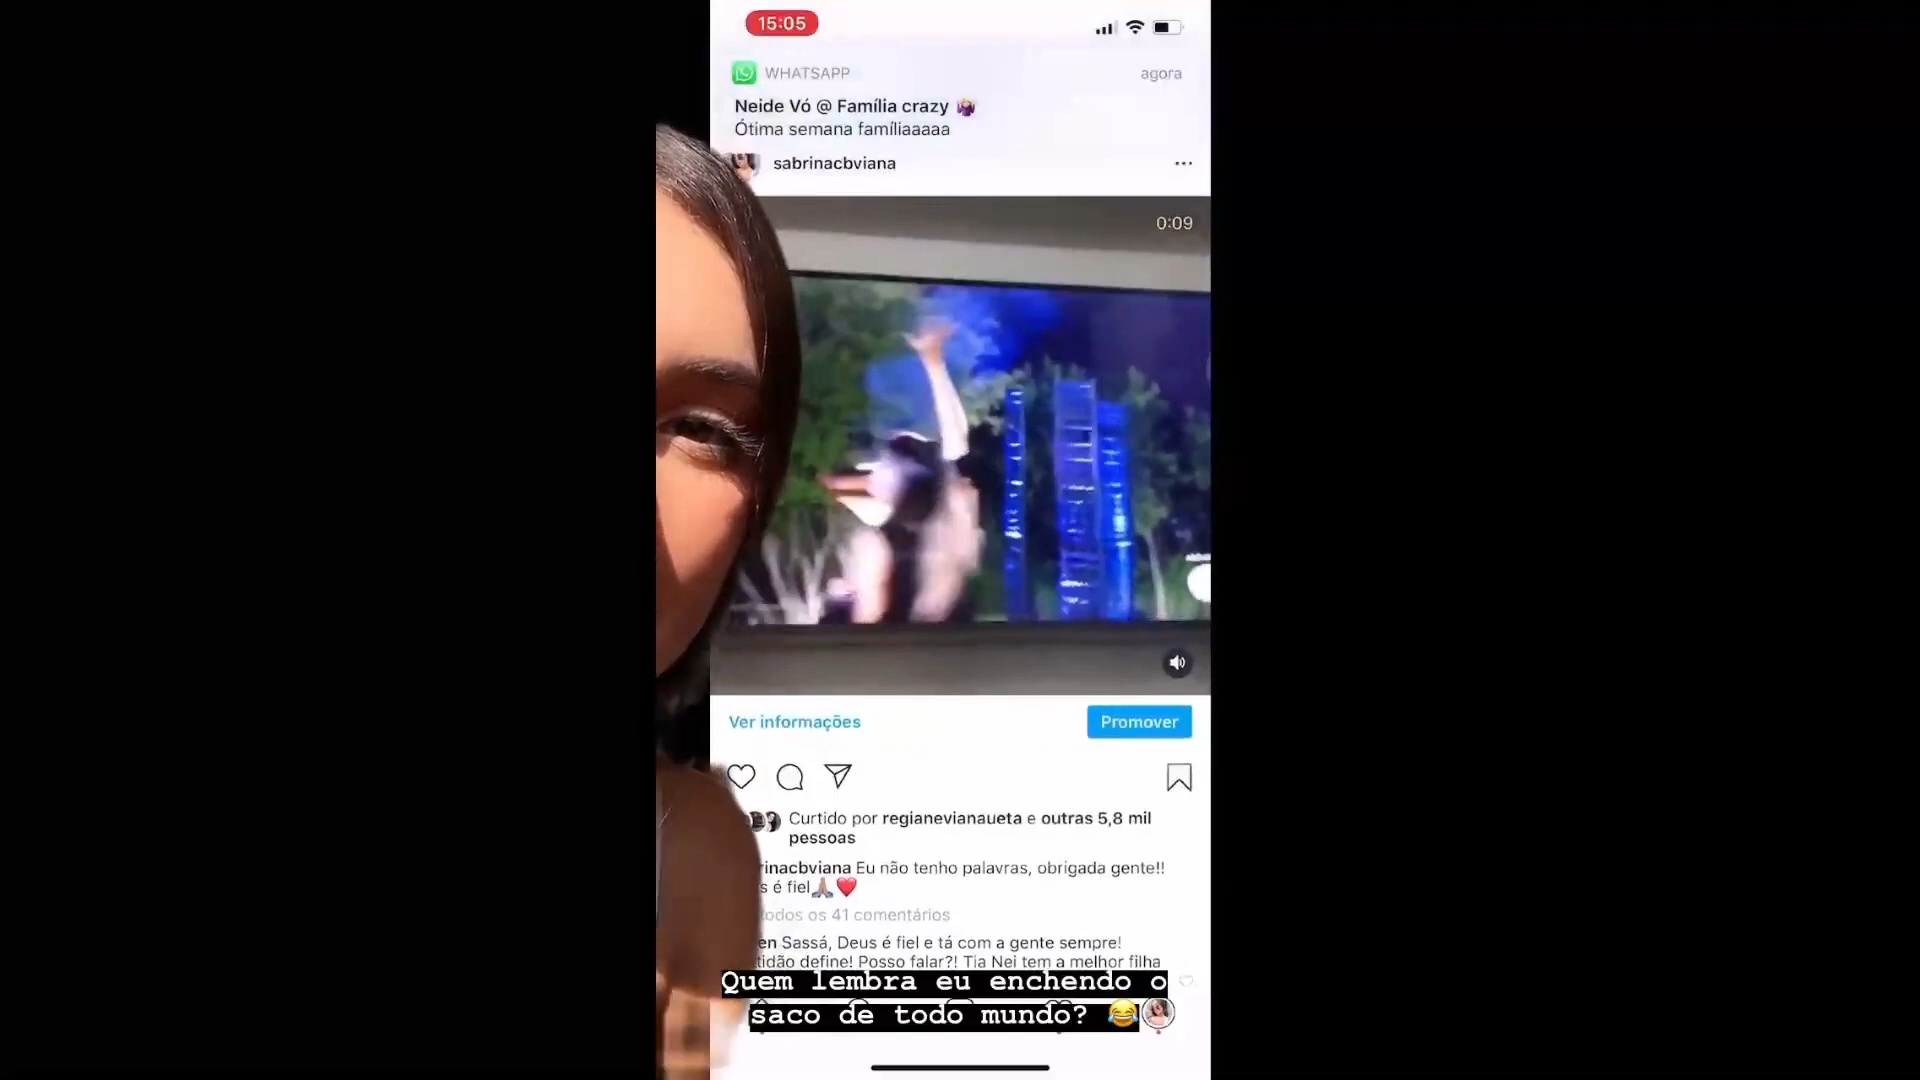 15:05
WHATSAPP
agora
Neide Vó @ Família crazy 🤷🏼‍♀️
Ótima semana famíliaaaaa
sabrinacbviana
0:09
Ver informações
Promover
Curtido por regianevianaueta e outras 5,8 mil
pessoas
rinacbviana Eu não tenho palavras, obrigada gente!!
s é fiel🙏🏽❤️
todos os 41 comentários
en Sassá, Deus é fiel e tá com a gente sempre!
tidão define! Posso falar?! Tia Nei tem a melhor filha
Quem lembra eu enchendo o
saco de todo mundo? 😂